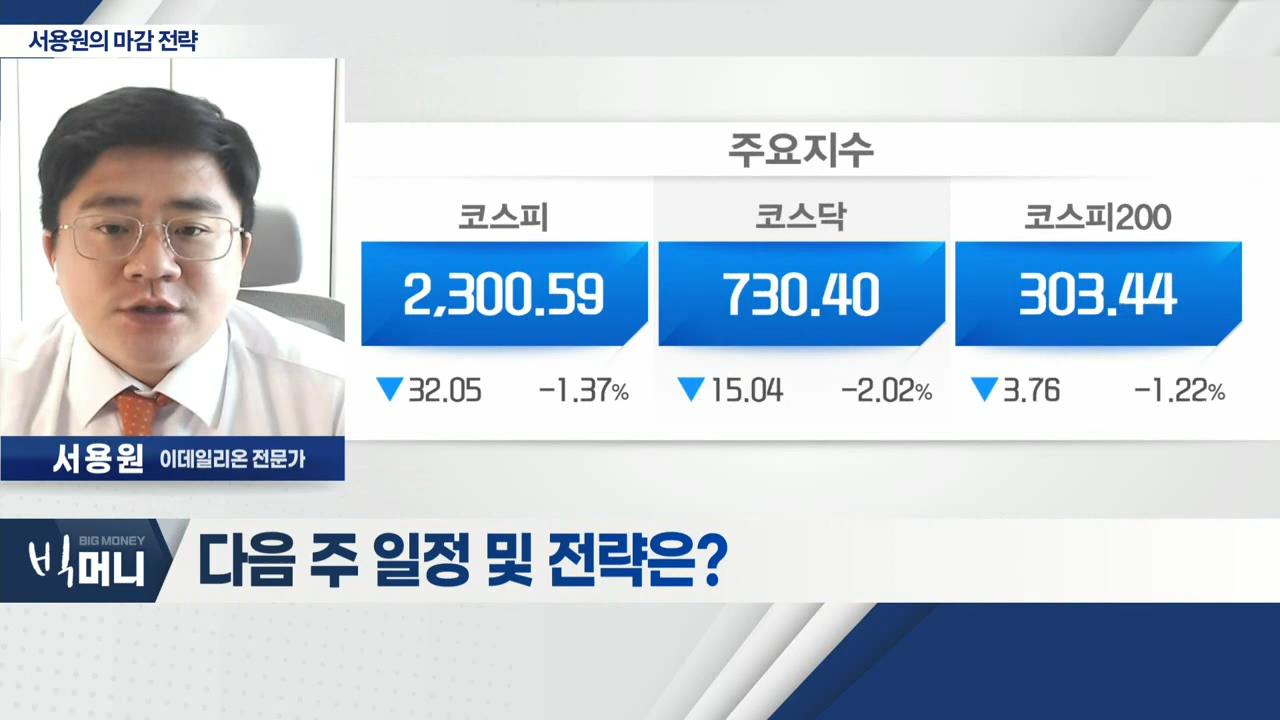 서용원의 마감 전략
주요지수
코스피
2,300.59
▼32.05 -1.37%
코스닥
730.40
▼15.04 -2.02%
코스피200
303.44
▼3.76 -1.22%
서용원 이데일리온 전문가
BIG MONEY
빅머니
다음 주 일정 및 전략은?